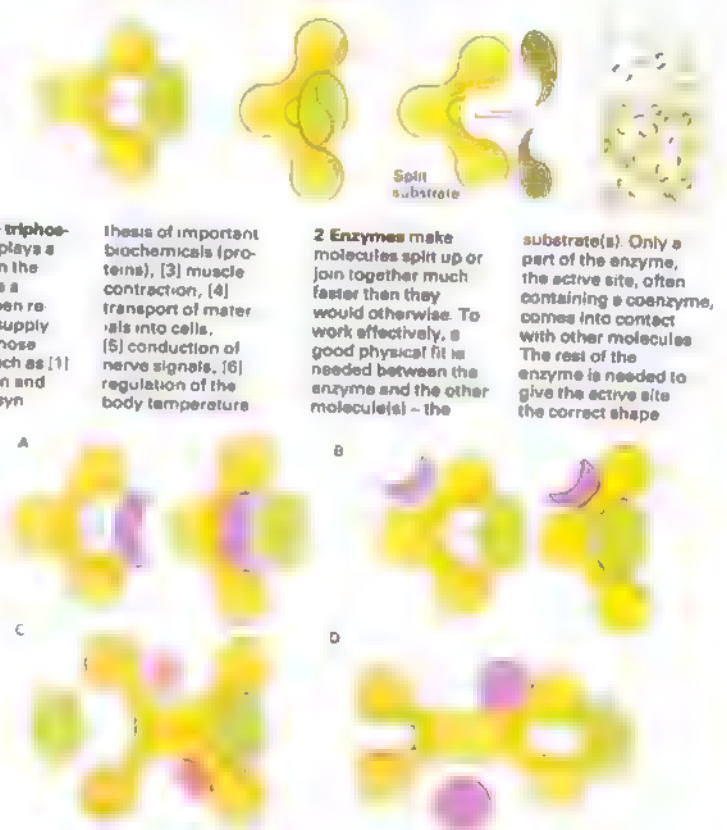 Split
substrate
triphos-
plays a
n the
s a
en re
supply
hose
ch as [1]
n and
syn
thesis of important
biochemicals (pro-
teins), [3] muscle
contraction, [4]
transport of mater
ials into cells,
[5] conduction of
nerve signals, [6]
regulation of the
body temperature
2 Enzymes make
molecules split up or
join together much
faster then they
would otherwise. To
work effectively, a
good physical fit is
needed between the
enzyme and the other
molecule(s) – the
substrate(s). Only a
part of the enzyme,
the active site, often
containing a coenzyme,
comes into contact
with other molecules
The rest of the
enzyme is needed to
give the active site
the correct shape
A
B
C
D